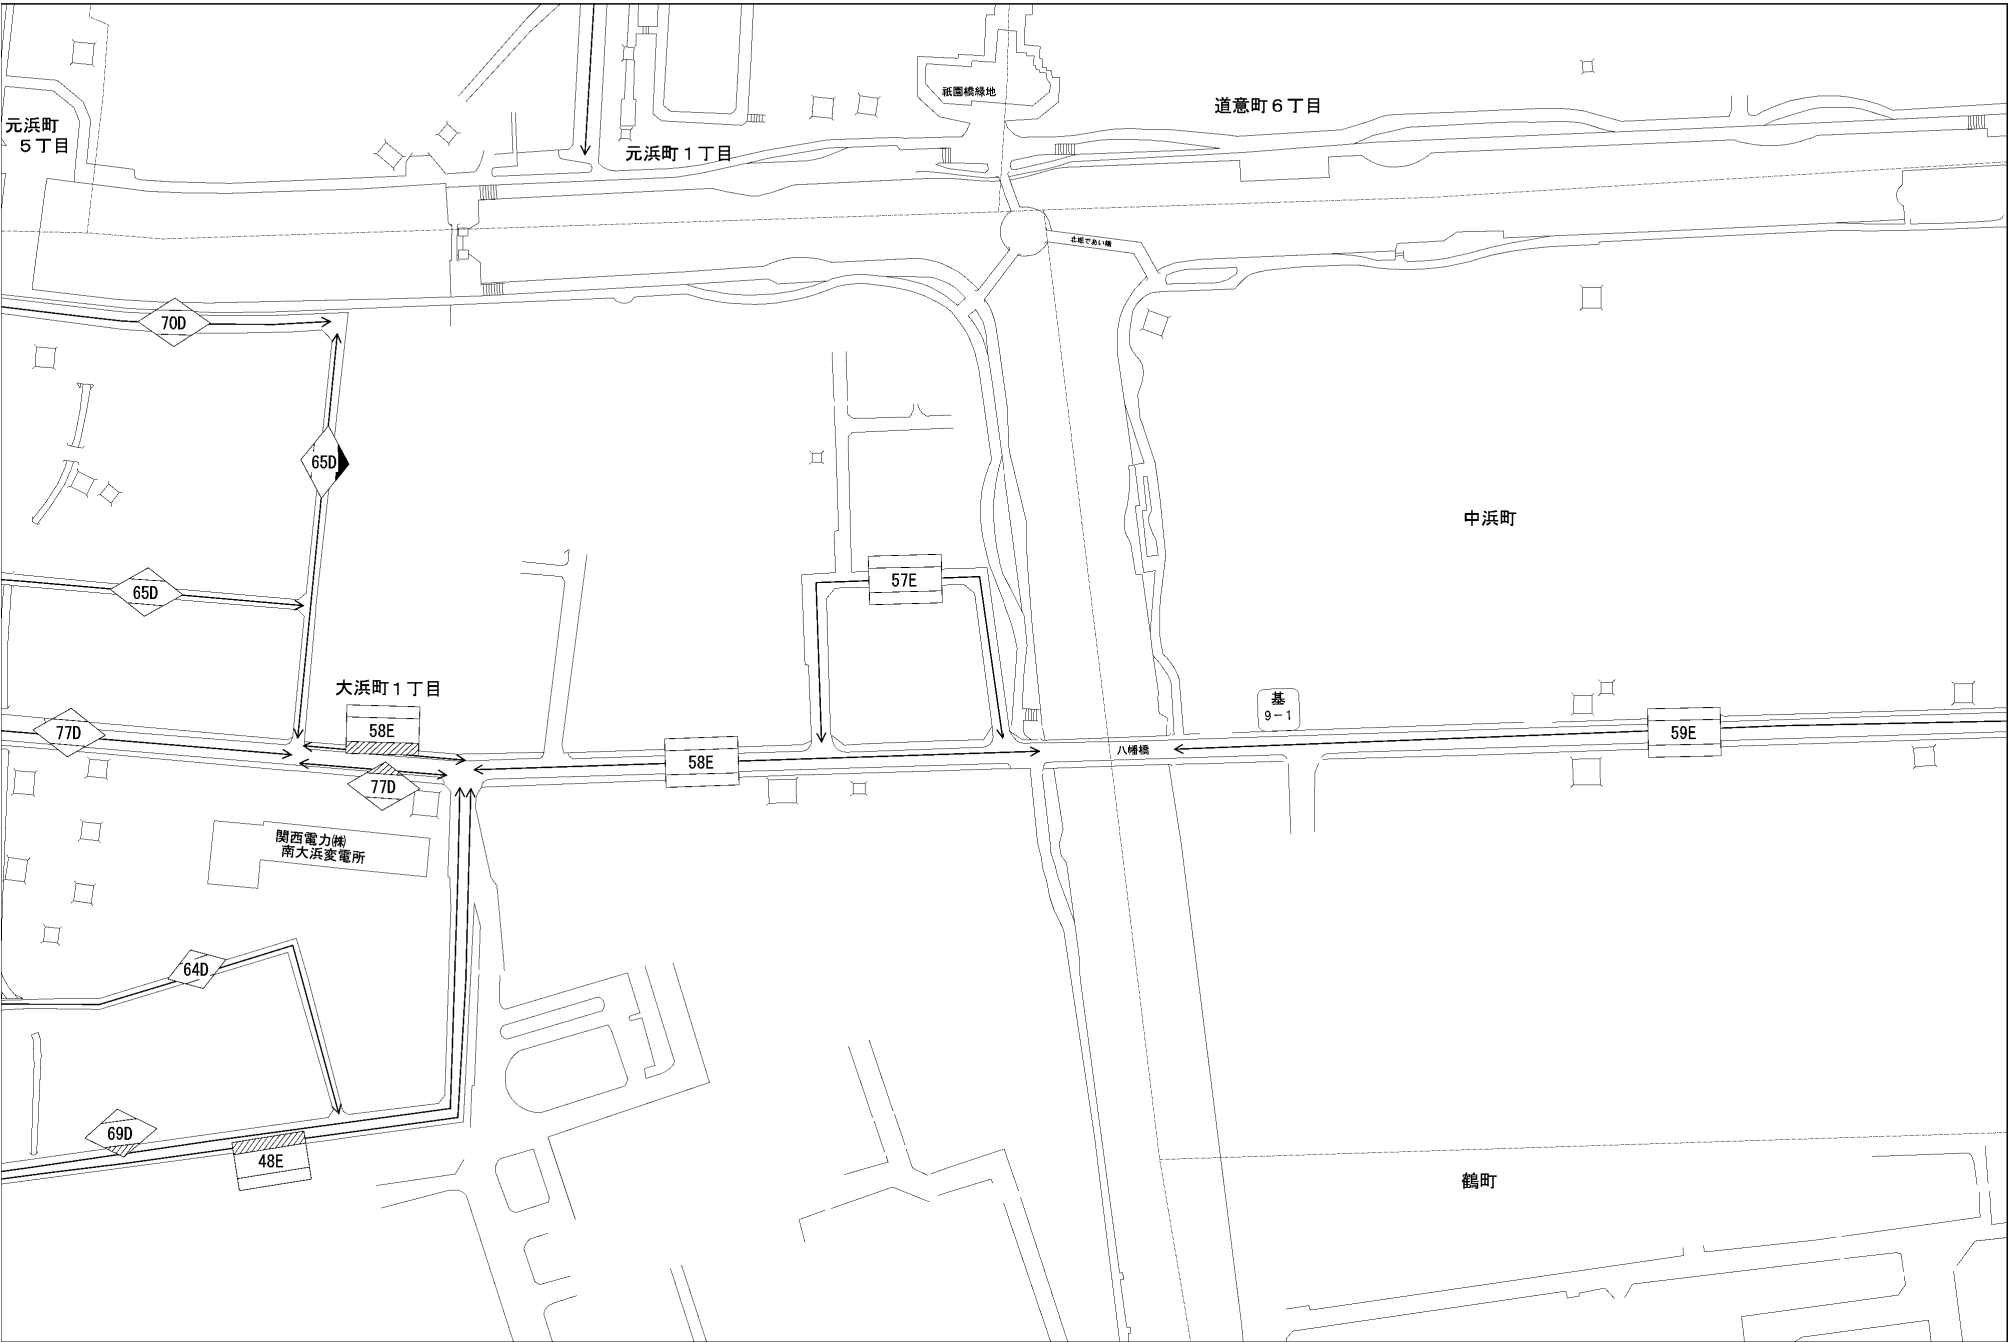 祇園橋緑地
道意町６丁目
元浜町
５丁目
元浜町１丁目
北堀であい橋
70D
65D
中浜町
57E
65D
大浜町１丁目
基
9-1
58E
77D
59E
八幡橋
58E
77D
関西電力㈱
南大浜変電所
64D
69D
48E
鶴町